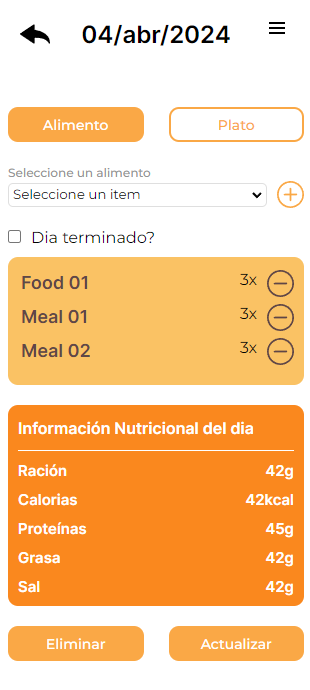 04/abr/2024
Alimento Plato
Seleccione un alimento
Seleccione un item
Dia terminado?
Food 01 3x
Meal 01 3x
Meal 02 3x
Información Nutricional del dia
Ración 42g
Calorias 42kcal
Proteínas 45g
Grasa 42g
Sal 42g
Eliminar Actualizar